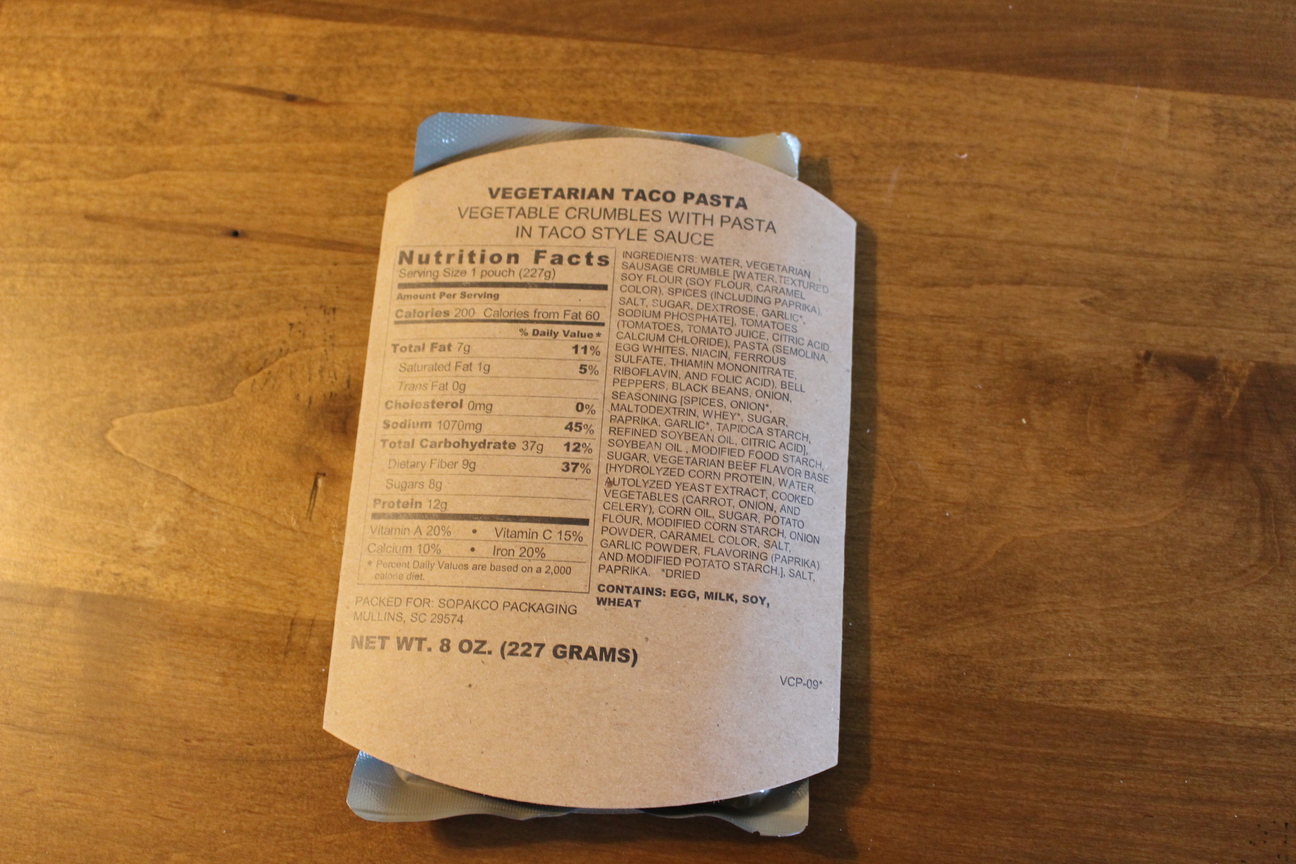 VEGETARIAN TACO PASTA
VEGETABLE CRUMBLES WITH PASTA
IN TACO STYLE SAUCE
Nutrition Facts
Serving Size 1 pouch (227g)
Amount Per Serving
Calories 200 Calories from Fat 60
% Daily Value*
Total Fat 7g 11%
Saturated Fat 1g 5%
Trans Fat 0g
Cholesterol 0mg 0%
Sodium 1070mg 45%
Total Carbohydrate 37g 12%
Dietary Fiber 9g 37%
Sugars 8g
Protein 12g
Vitamin A 20% • Vitamin C 15%
Calcium 10% • Iron 20%
* Percent Daily Values are based on a 2,000
calorie diet.
INGREDIENTS: WATER, VEGETARIAN
SAUSAGE CRUMBLE [WATER,TEXTURED
SOY FLOUR (SOY FLOUR, CARAMEL
COLOR), SPICES (INCLUDING PAPRIKA),
SALT, SUGAR, DEXTROSE, GARLIC*,
SODIUM PHOSPHATE], TOMATOES
(TOMATOES, TOMATO JUICE, CITRIC ACID,
CALCIUM CHLORIDE), PASTA (SEMOLINA,
EGG WHITES, NIACIN, FERROUS
SULFATE, THIAMIN MONONITRATE,
RIBOFLAVIN, AND FOLIC ACID), BELL
PEPPERS, BLACK BEANS, ONION,
SEASONING [SPICES, ONION*,
MALTODEXTRIN, WHEY*, SUGAR,
PAPRIKA, GARLIC*, TAPIOCA STARCH,
REFINED SOYBEAN OIL, CITRIC ACID],
SOYBEAN OIL , MODIFIED FOOD STARCH,
SUGAR, VEGETARIAN BEEF FLAVOR BASE
[HYDROLYZED CORN PROTEIN, WATER,
AUTOLYZED YEAST EXTRACT, COOKED
VEGETABLES (CARROT, ONION, AND
CELERY), CORN OIL, SUGAR, POTATO
FLOUR, MODIFIED CORN STARCH, ONION
POWDER, CARAMEL COLOR, SALT,
GARLIC POWDER, FLAVORING (PAPRIKA)
AND MODIFIED POTATO STARCH.], SALT,
PAPRIKA. *DRIED
CONTAINS: EGG, MILK, SOY,
WHEAT
PACKED FOR: SOPAKCO PACKAGING
MULLINS, SC 29574
NET WT. 8 OZ. (227 GRAMS)
VCP-09*